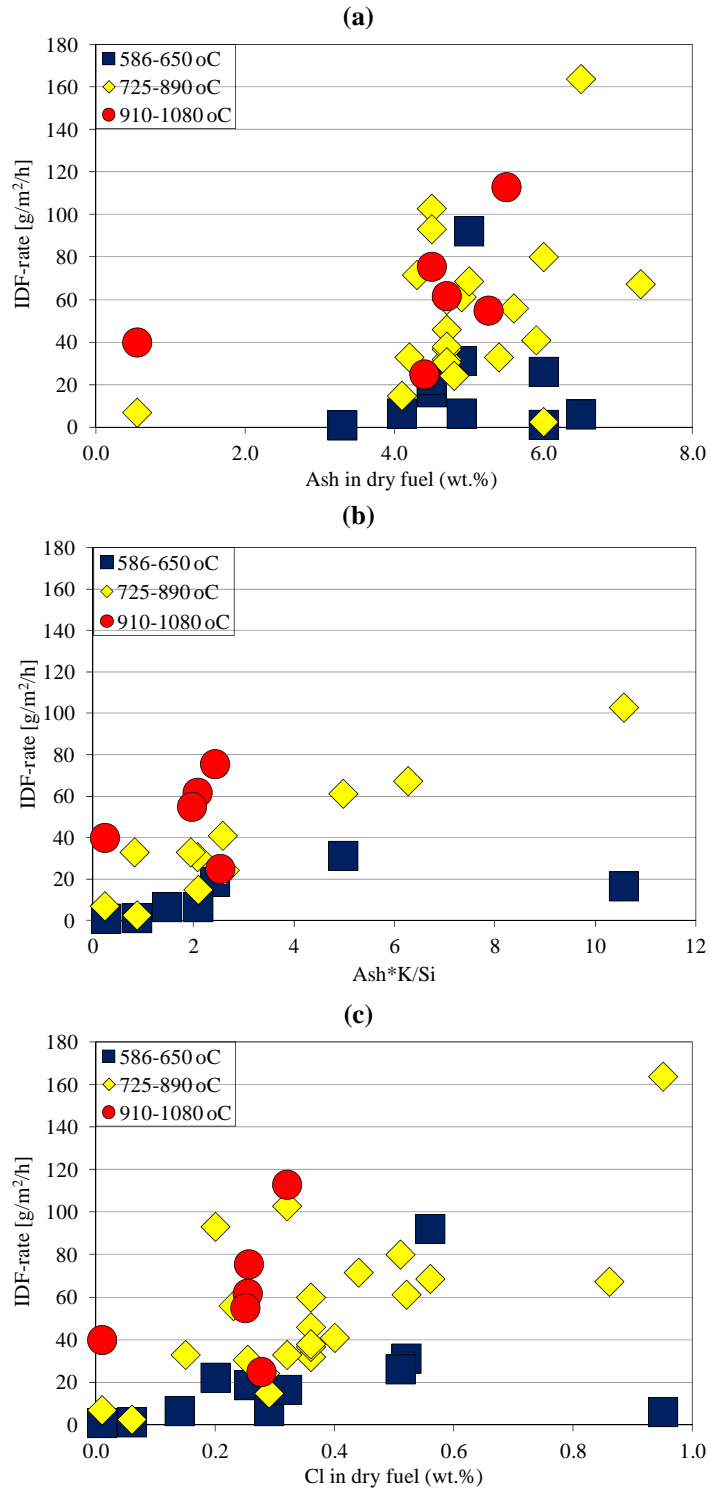 (a)
IDF-rate [g/m²/h]
180
160
140
120
100
80
60
40
20
0
586-650 oC
725-890 oC
910-1080 oC
0.0 2.0 4.0 6.0 8.0
Ash in dry fuel (wt.%)
(b)
IDF-rate [g/m²/h]
180
160
140
120
100
80
60
40
20
0
586-650 oC
725-890 oC
910-1080 oC
0 2 4 6 8 10 12
Ash*K/Si
(c)
IDF-rate [g/m²/h]
180
160
140
120
100
80
60
40
20
0
586-650 oC
725-890 oC
910-1080 oC
0.0 0.2 0.4 0.6 0.8 1.0
Cl in dry fuel (wt.%)